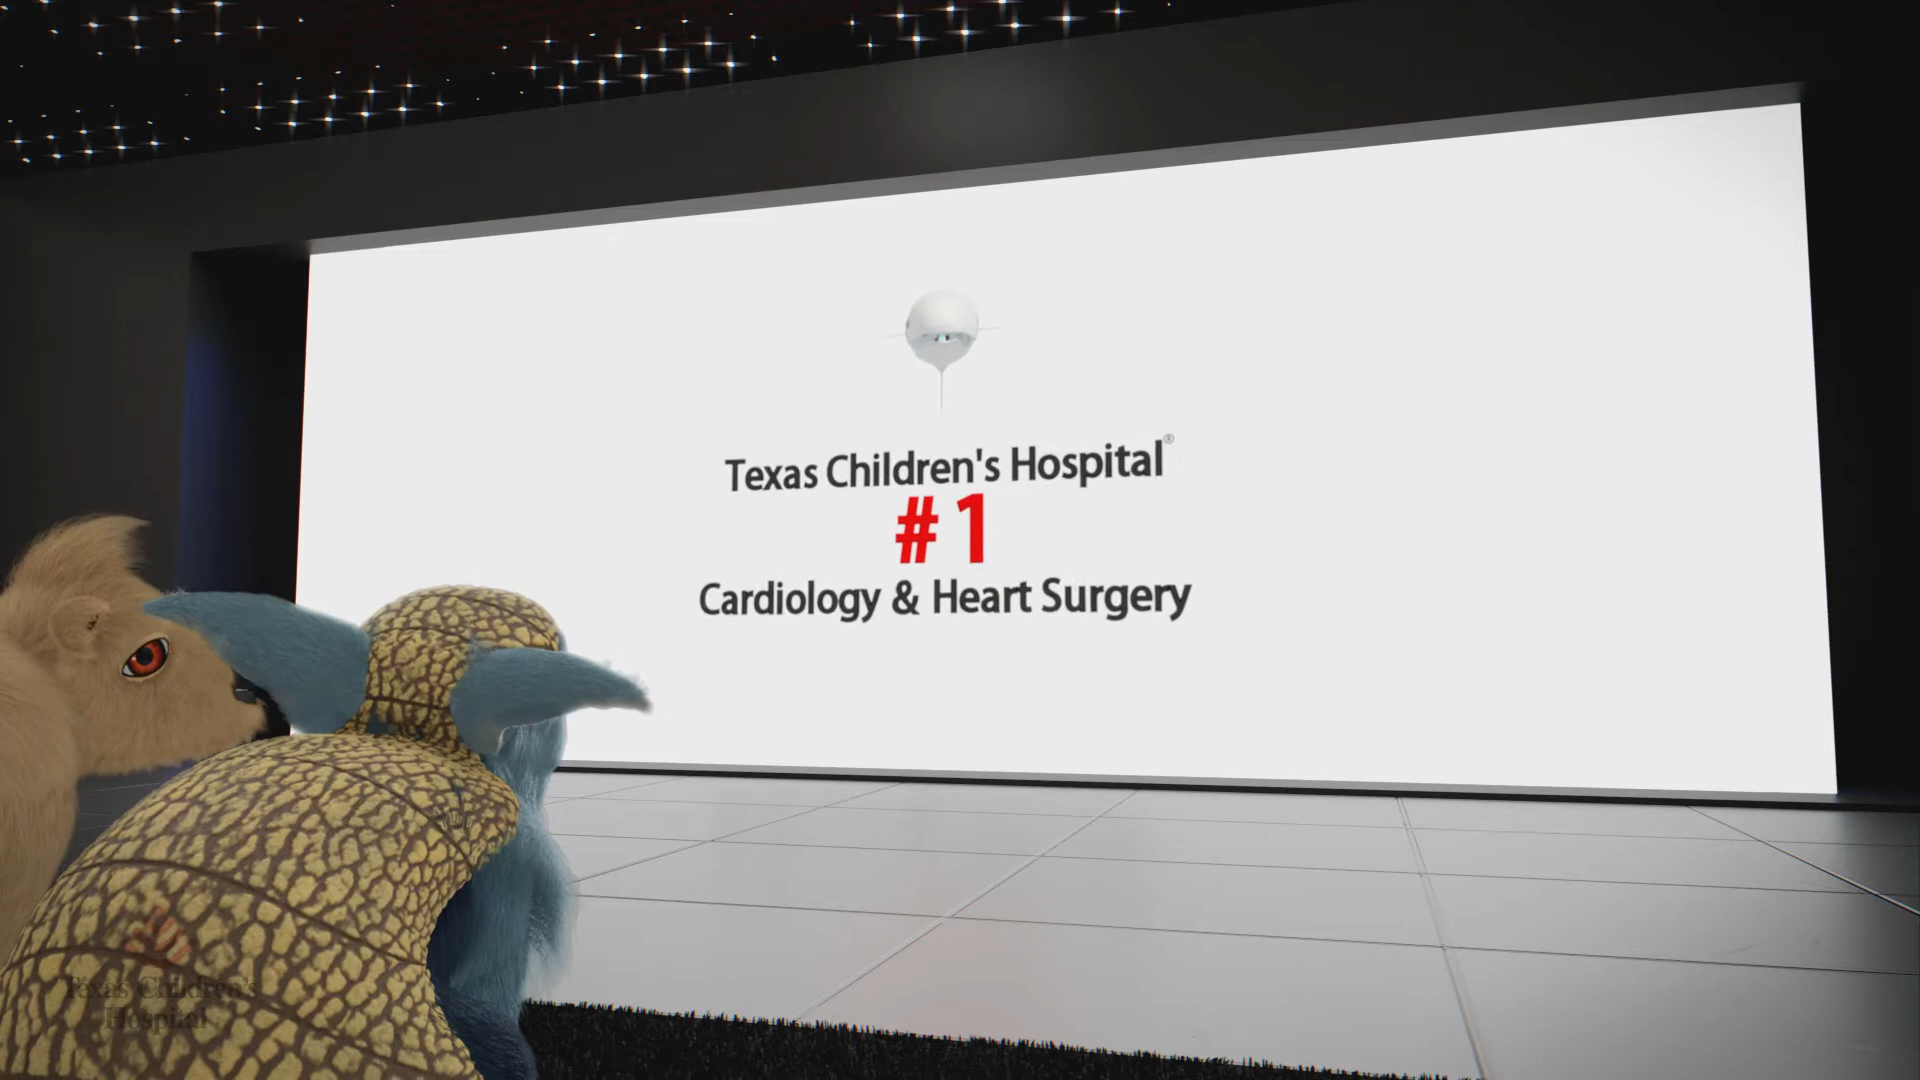 Texas Children's Hospital®
#1
Cardiology & Heart Surgery
Texas Children's
Hospital